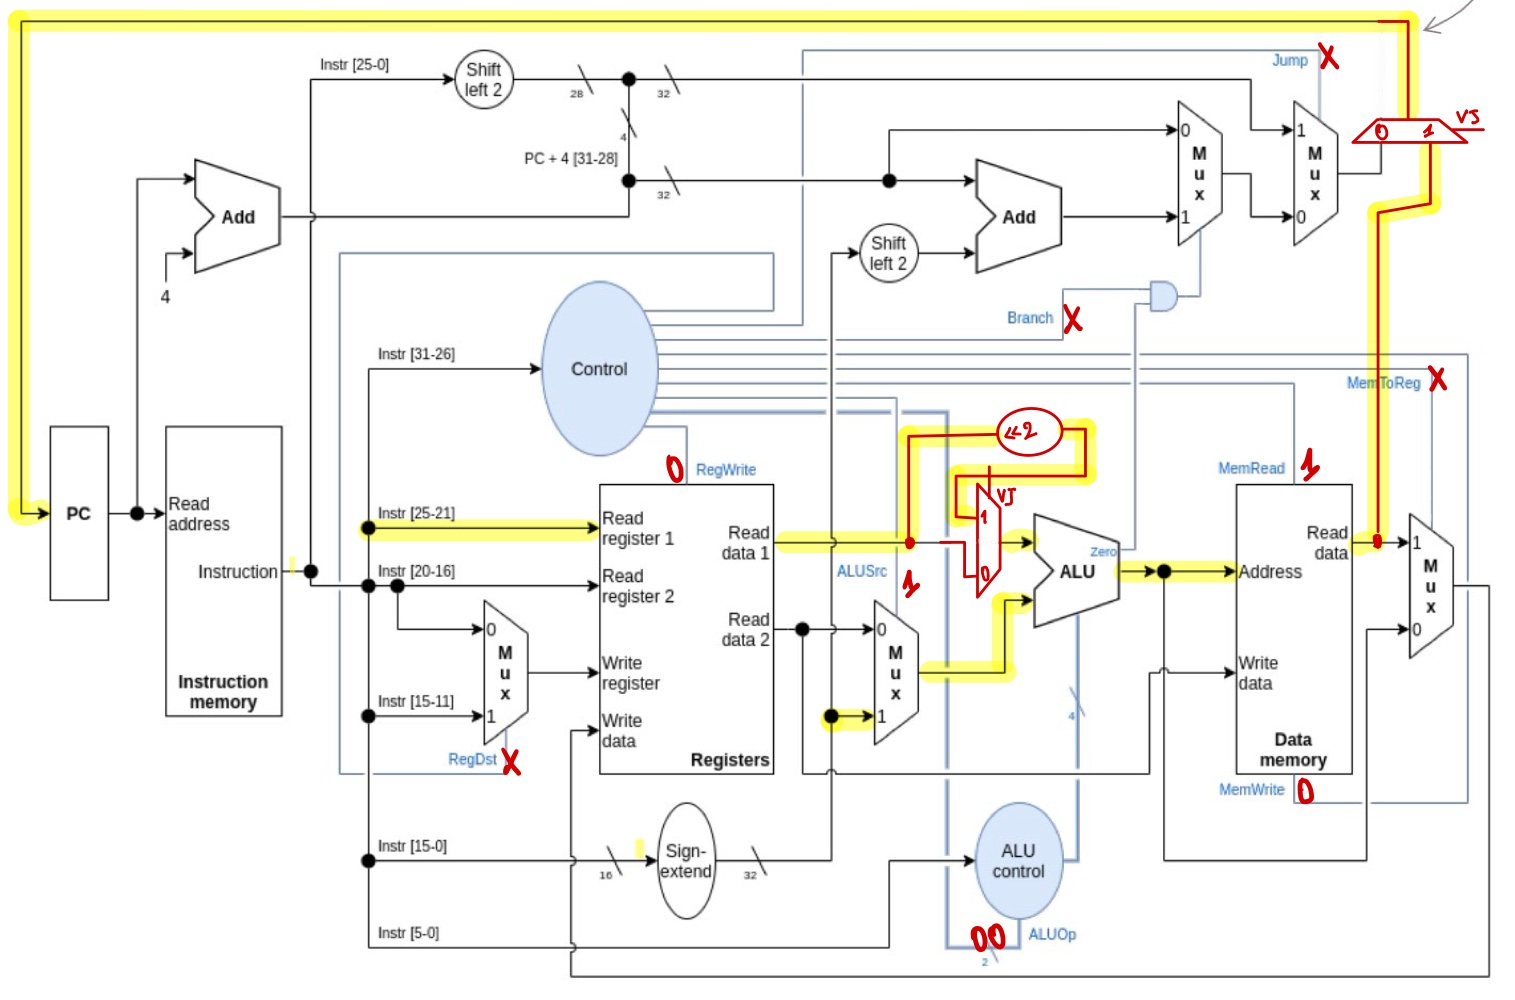 Instr [25-0]
Shift
left 2
28
32
Jump
X
4
PC + 4 [31-28]
32
0
M
u
x
1
1
M
u
x
0
0
1
VJ
Add
4
Add
Shift
left 2
Branch
X
Instr [31-26]
Control
MemToReg
X
<<2
0
RegWrite
MemRead
1
PC
Read
address
Instruction
Instruction
memory
Instr [25-21]
Instr [20-16]
Instr [15-11]
0
M
u
x
1
RegDst
X
Read
register 1
Read
register 2
Write
register
Write
data
Read
data 1
Read
data 2
Registers
ALUSrc
1
VJ
1
0
0
M
u
x
1
Zero
ALU
4
Address
Read
data
Write
data
Data
memory
MemWrite
0
1
M
u
x
0
Instr [15-0]
16
Sign-
extend
32
ALU
control
Instr [5-0]
00
ALUOp
2